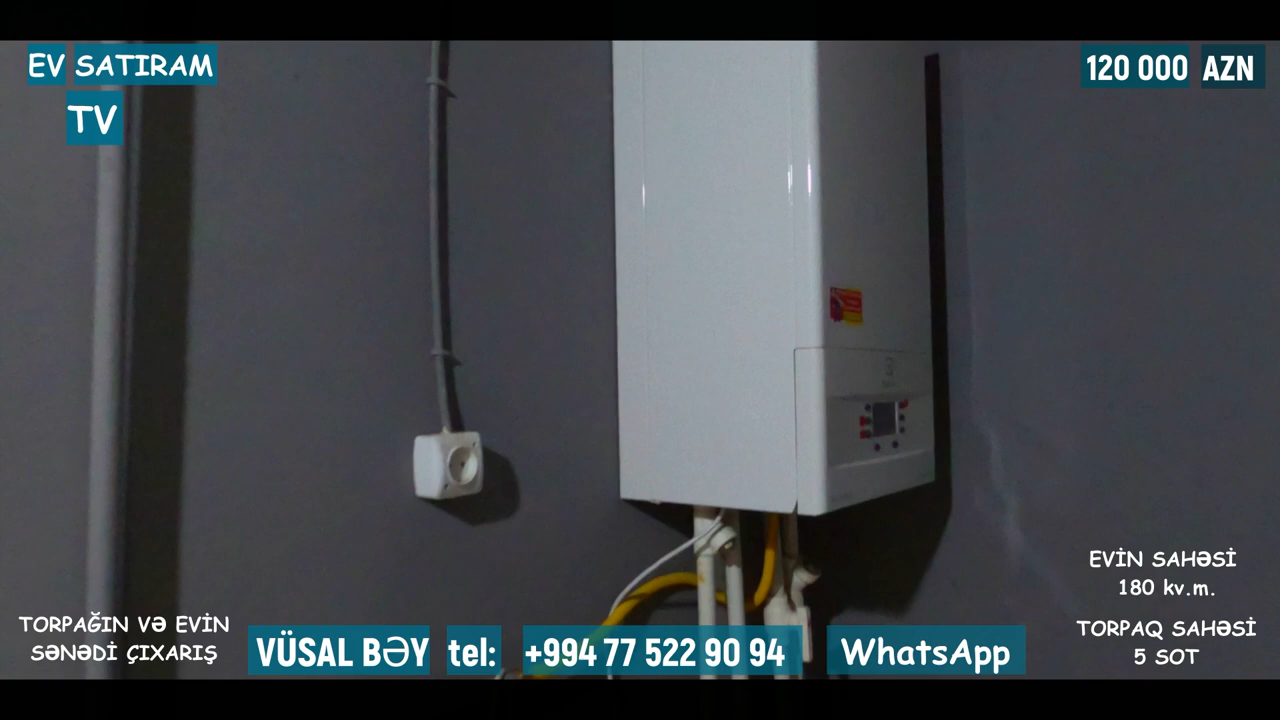 EV SATIRAM
TV
120 000 AZN
EVİN SAHƏSİ
180 kv.m.
TORPAQ SAHƏSİ
5 SOT
TORPAĞIN VƏ EVİN
SƏNƏDİ ÇIXARIŞ
VÜSAL BƏY tel: +994 77 522 90 94 WhatsApp